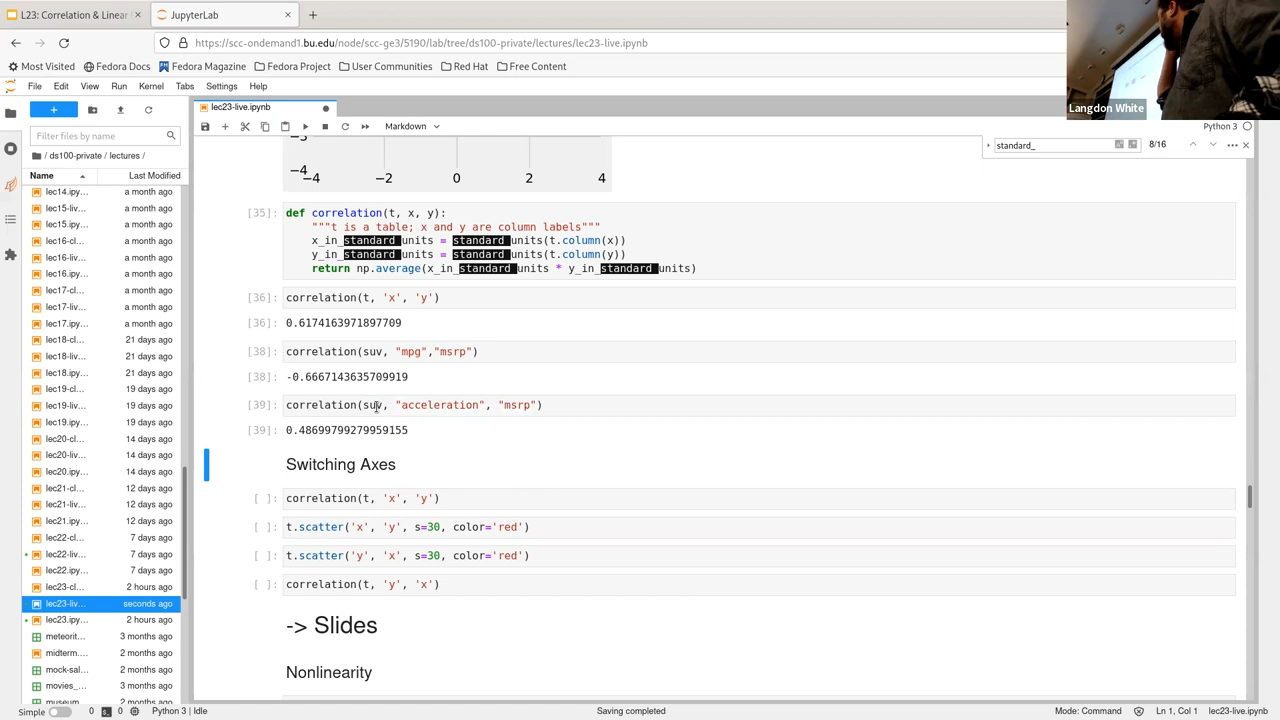 L23: Correlation & Linear
JupyterLab
https://scc-ondemand1.bu.edu/node/scc-ge3/5190/lab/tree/ds100-private/lectures/lec23-live.ipynb
Most Visited Fedora Docs Fedora Magazine Fedora Project User Communities Red Hat Free Content
Langdon White
File Edit View Run Kernel Tabs Settings Help
lec23-live.ipynb
Markdown
Python 3
Filter files by name
standard_
8/16
/ ds100-private / lectures /
Name Last Modified
lec14.ipy... a month ago
lec15-liv... a month ago
lec15.ipy... a month ago
lec16-cl... a month ago
lec16-liv... a month ago
lec16.ipy... a month ago
lec17-cl... a month ago
lec17-liv... a month ago
lec17.ipy... a month ago
lec18-cl... 21 days ago
lec18-liv... 21 days ago
lec18.ipy... 21 days ago
lec19-cl... 19 days ago
lec19-liv... 19 days ago
lec19.ipy... 19 days ago
lec20-cl... 14 days ago
lec20-liv... 14 days ago
lec20.ipy... 14 days ago
lec21-cl... 12 days ago
lec21-liv... 12 days ago
lec21.ipy... 12 days ago
lec22-cl... 7 days ago
lec22-liv... 7 days ago
lec22.ipy... 7 days ago
lec23-cl... 2 hours ago
lec23-liv... seconds ago
lec23.ipy... 2 hours ago
meteorit... 3 months ago
midterm.... 2 months ago
mock-sal... 2 months ago
movies_... 3 months ago
museum 2 months ago
−4
−4 −2 0 2 4
[35]: def correlation(t, x, y):
"""t is a table; x and y are column labels"""
x_in_standard_units = standard_units(t.column(x))
y_in_standard_units = standard_units(t.column(y))
return np.average(x_in_standard_units * y_in_standard_units)
[36]: correlation(t, 'x', 'y')
[36]: 0.6174163971897709
[38]: correlation(suv, "mpg","msrp")
[38]: -0.6667143635709919
[39]: correlation(suv, "acceleration", "msrp")
[39]: 0.48699799279959155
Switching Axes
[ ]: correlation(t, 'x', 'y')
[ ]: t.scatter('x', 'y', s=30, color='red')
[ ]: t.scatter('y', 'x', s=30, color='red')
[ ]: correlation(t, 'y', 'x')
-> Slides
Nonlinearity
Simple 0 0 Python 3 | Idle Saving completed Mode: Command Ln 1, Col 1 lec23-live.ipynb